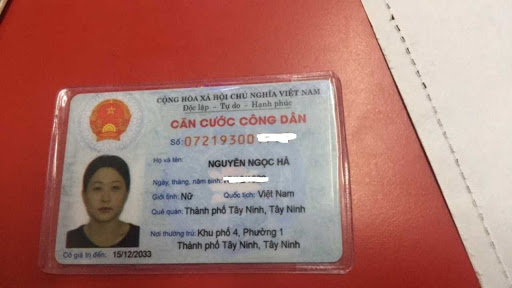 CỘNG HÒA XÃ HỘI CHỦ NGHĨA VIỆT NAM
Độc lập - Tự do - Hạnh phúc
CĂN CƯỚC CÔNG DÂN
Số: 07219300
Họ và tên:
NGUYỄN NGỌC HÀ
Ngày, tháng, năm sinh:
Giới tính: Nữ Quốc tịch: Việt Nam
Quê quán: Thành phố Tây Ninh, Tây Ninh
Nơi thường trú: Khu phố 4, Phường 1
Thành phố Tây Ninh, Tây Ninh
Có giá trị đến: 15/12/2033